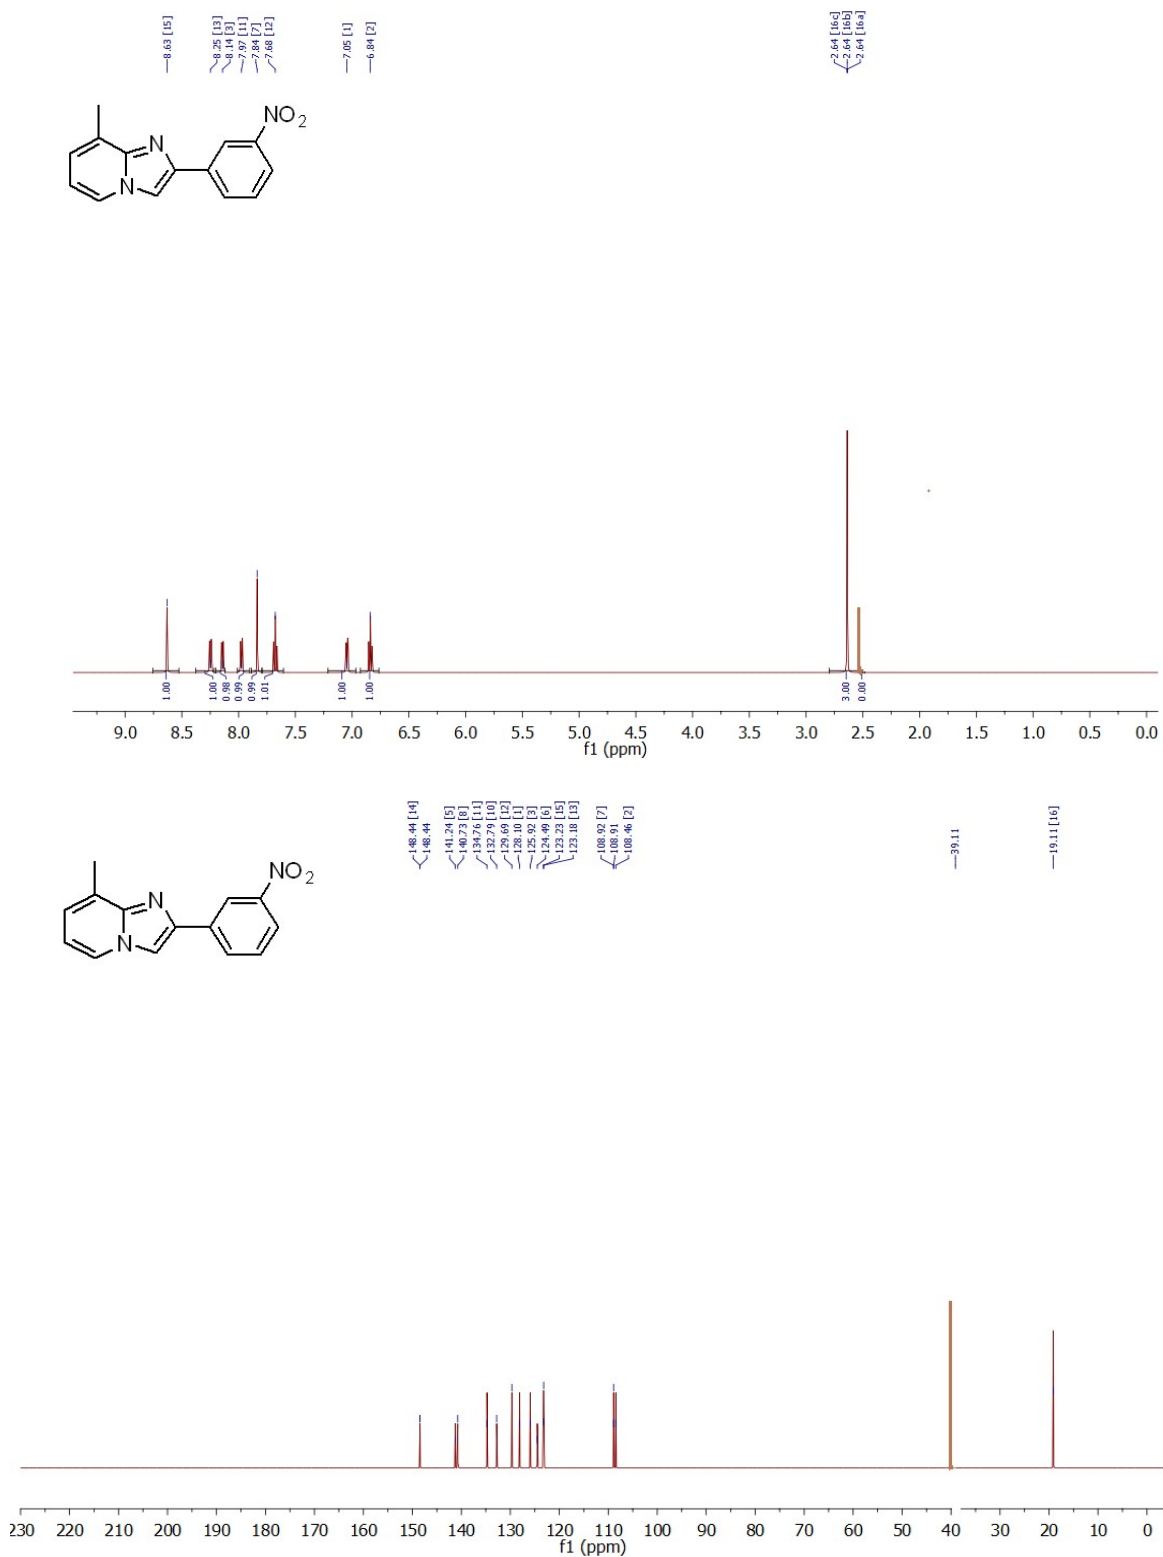 8.63 [15]
8.25 [13]
8.14 [3]
7.97 [11]
7.84 [7]
7.68 [12]
7.05 [1]
6.84 [2]
2.64 [16c]
2.64 [16b]
2.64 [16a]
NO2
N
N
1.00
1.00
0.98
0.99
0.99
1.01
1.00
1.00
3.00
0.00
9.0 8.5 8.0 7.5 7.0 6.5 6.0 5.5 5.0 4.5 4.0 3.5 3.0 2.5 2.0 1.5 1.0 0.5 0.0
f1 (ppm)
148.44 [14]
148.44
141.24 [5]
140.73 [8]
134.76 [11]
132.79 [10]
129.69 [12]
128.10 [1]
125.92 [3]
124.49 [6]
123.23 [15]
123.18 [13]
108.92 [7]
108.91
108.46 [2]
39.11
19.11 [16]
NO2
N
N
230 220 210 200 190 180 170 160 150 140 130 120 110 100 90 80 70 60 50 40 30 20 10 0
f1 (ppm)